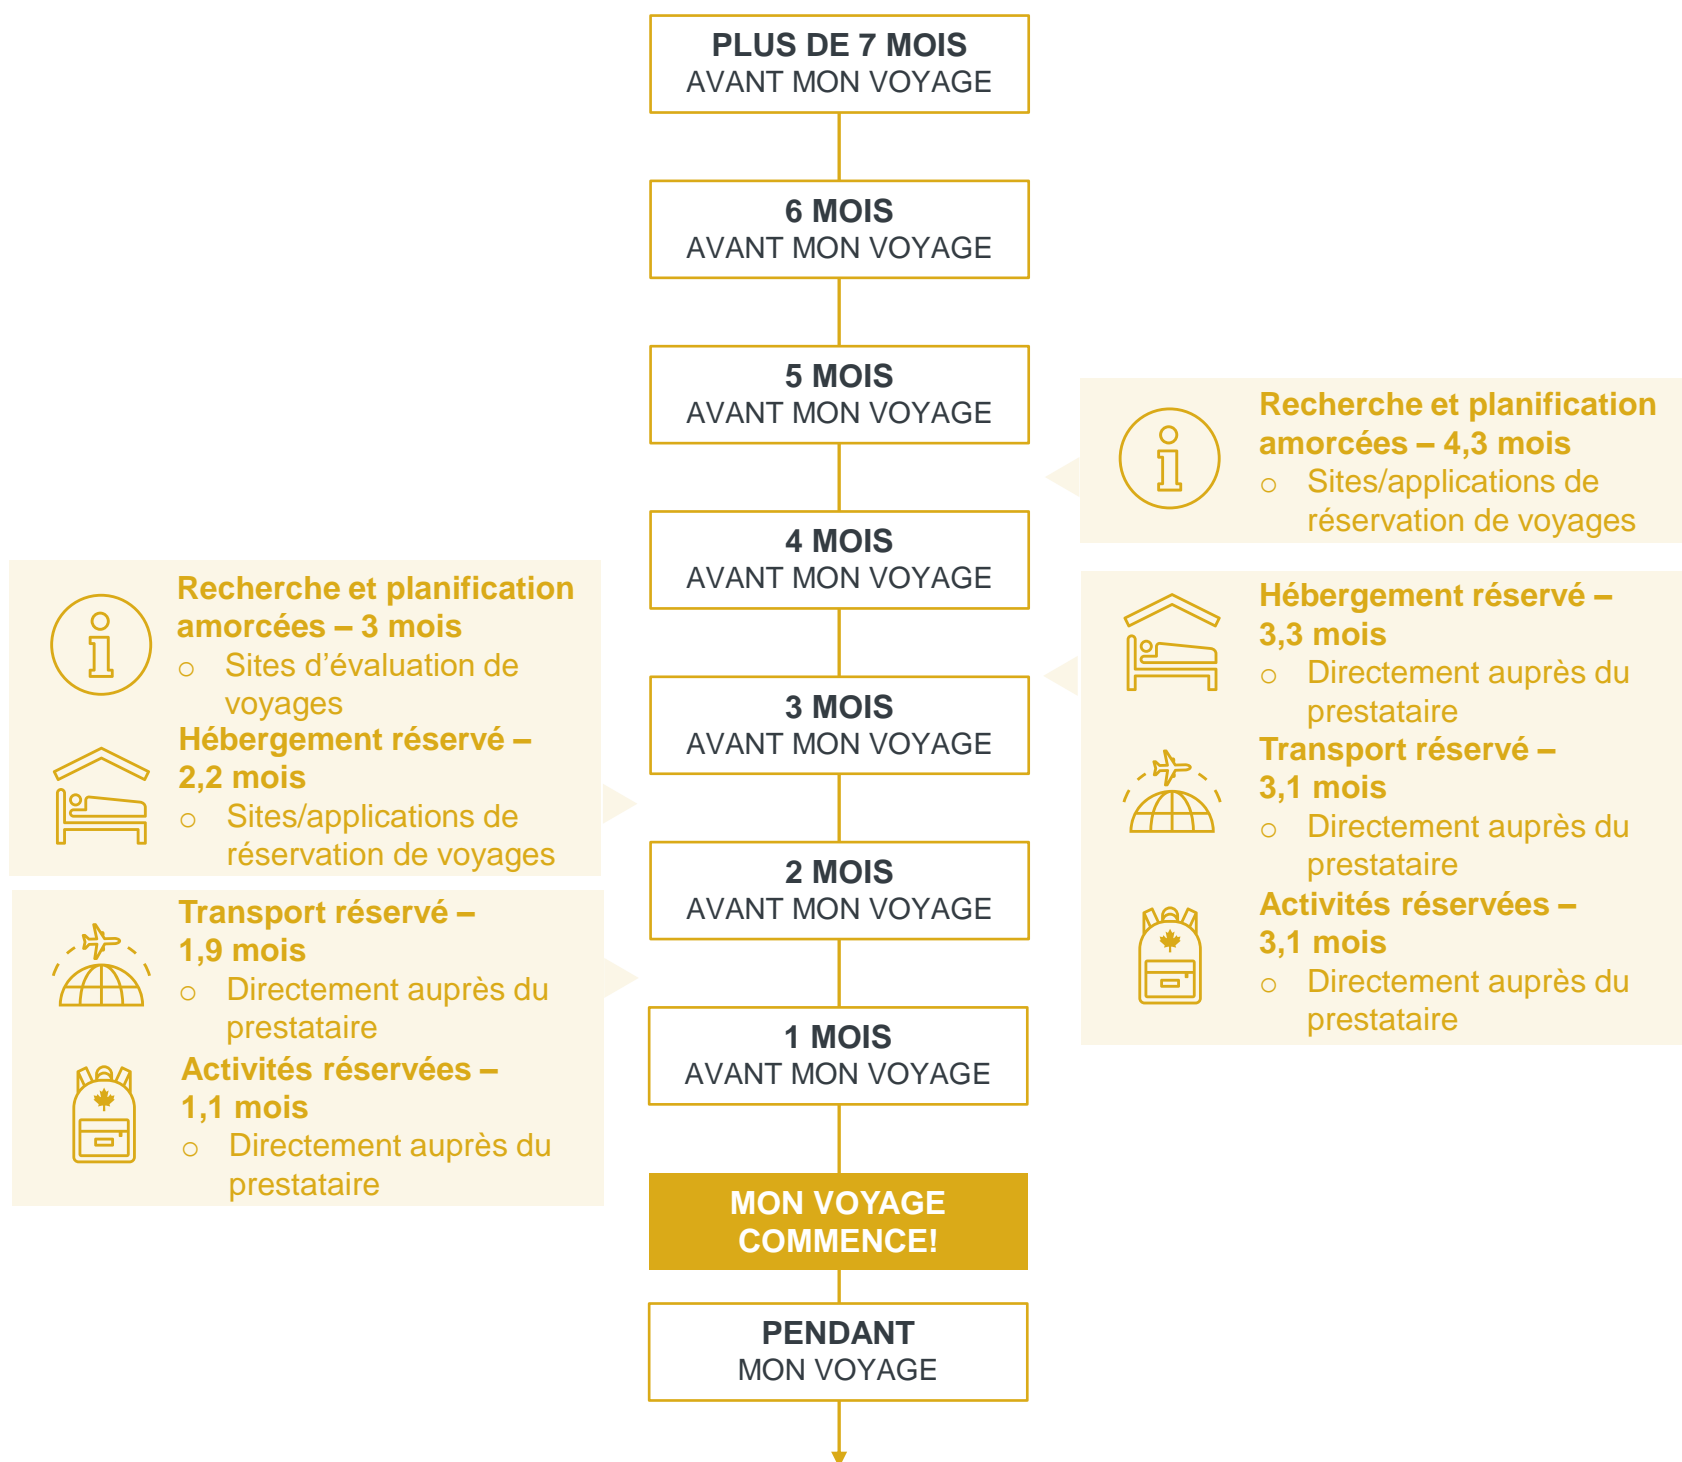 PLUS DE 7 MOIS
AVANT MON VOYAGE
6 MOIS
AVANT MON VOYAGE
5 MOIS
AVANT MON VOYAGE
4 MOIS
AVANT MON VOYAGE
3 MOIS
AVANT MON VOYAGE
2 MOIS
AVANT MON VOYAGE
1 MOIS
AVANT MON VOYAGE
MON VOYAGE
COMMENCE!
PENDANT
MON VOYAGE
Recherche et planification
amorcées – 3 mois
o Sites d’évaluation de
voyages
Hébergement réservé –
2,2 mois
o Sites/applications de
réservation de voyages
Transport réservé –
1,9 mois
o Directement auprès du
prestataire
Activités réservées –
1,1 mois
o Directement auprès du
prestataire
Recherche et planification
amorcées – 4,3 mois
o Sites/applications de
réservation de voyages
Hébergement réservé –
3,3 mois
o Directement auprès du
prestataire
Transport réservé –
3,1 mois
o Directement auprès du
prestataire
Activités réservées –
3,1 mois
o Directement auprès du
prestataire